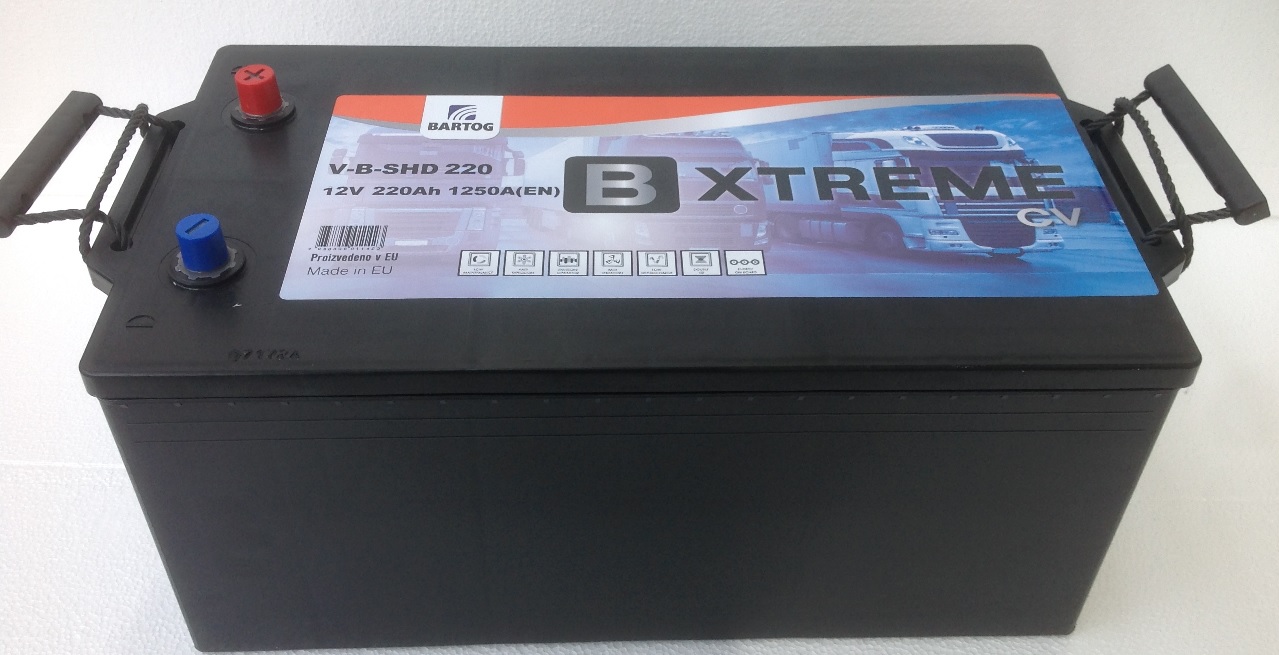 BARTOG
V-B-SHD 220
12V 220Ah 1250A(EN)
B XTREME
CV
Proizvedeno v EU
Made in EU